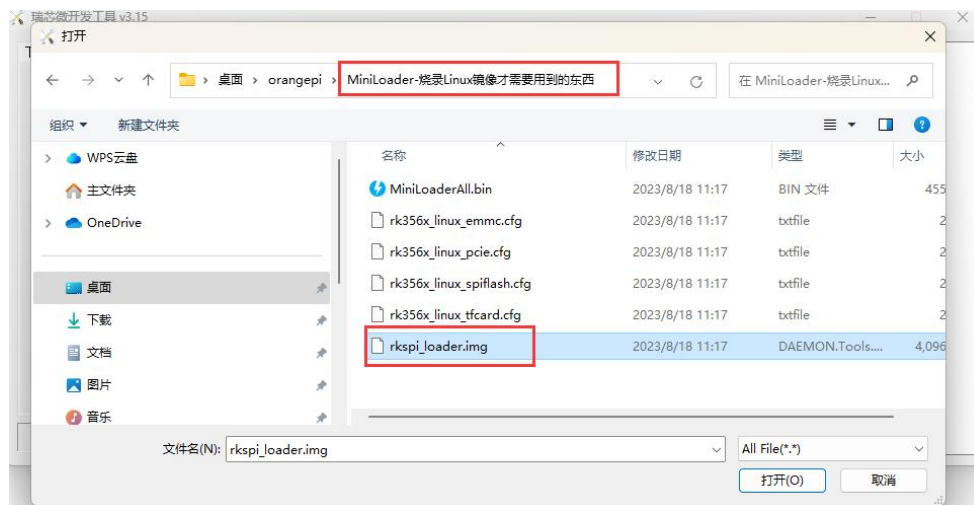 瑞芯微开发工具 v3.15
打开
桌面 > orangepi > MiniLoader-烧录Linux镜像才需要用到的东西
在 MiniLoader-烧录Linux...
组织 新建文件夹
名称 修改日期 类型 大小
WPS云盘
主文件夹
OneDrive
桌面
下载
文档
图片
音乐
MiniLoaderAll.bin 2023/8/18 11:17 BIN 文件 455
rk356x_linux_emmc.cfg 2023/8/18 11:17 txtfile 2
rk356x_linux_pcie.cfg 2023/8/18 11:17 txtfile 2
rk356x_linux_spiflash.cfg 2023/8/18 11:17 txtfile 2
rk356x_linux_tfcard.cfg 2023/8/18 11:17 txtfile 2
rkspi_loader.img 2023/8/18 11:17 DAEMON.Tools.... 4,096
文件名(N): rkspi_loader.img All File(*.*)
打开(O) 取消